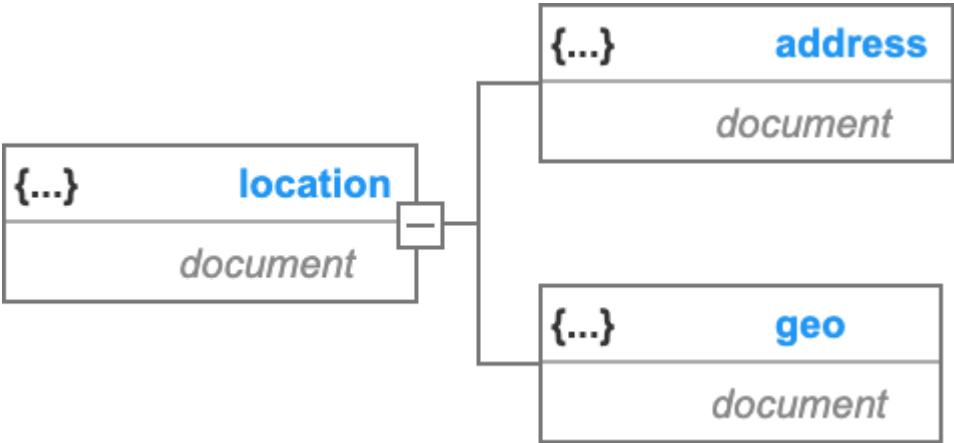 {...} location
document
{...} address
document
{...} geo
document